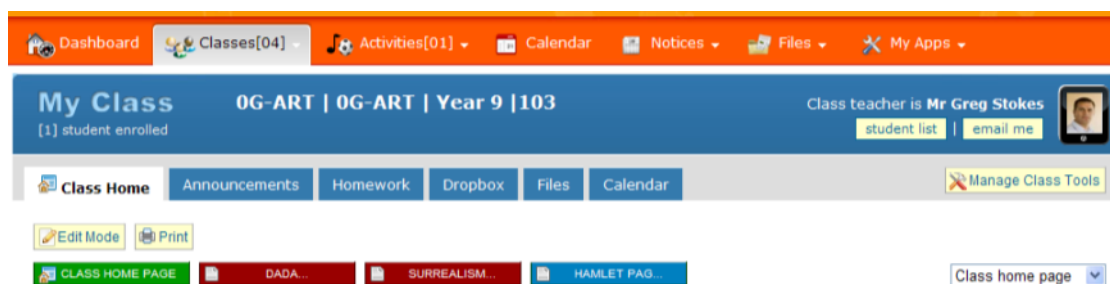 Dashboard Classes[04] Activities[01] Calendar Notices Files My Apps
My Class 0G-ART | 0G-ART | Year 9 |103 Class teacher is Mr Greg Stokes
[1] student enrolled student list | email me
Class Home Announcements Homework Dropbox Files Calendar Manage Class Tools
Edit Mode Print
CLASS HOME PAGE DADA... SURREALISM... HAMLET PAG... Class home page